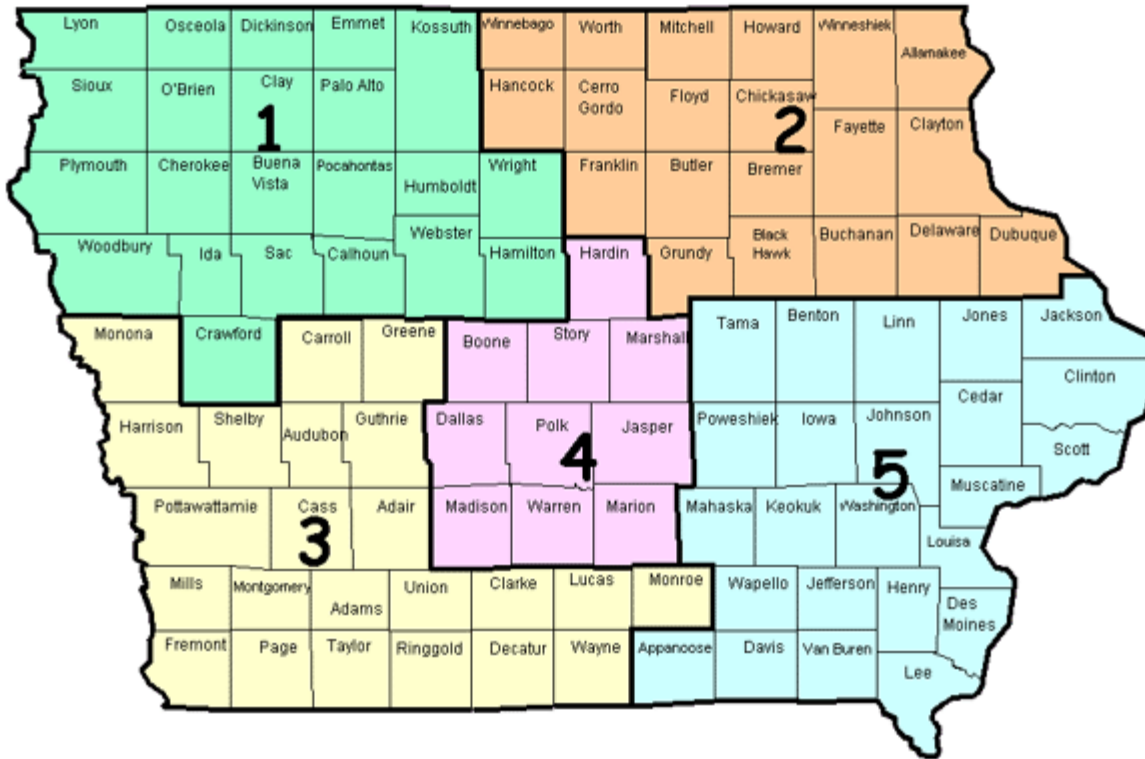 Lyon
Osceola
Dickinson
Emmet
Kossuth
Winnebago
Worth
Mitchell
Howard
Winneshiek
Allamakee
Sioux
O'Brien
Clay
Palo Alto
Hancock
Cerro
Gordo
Floyd
Chickasaw
1
2
Fayette
Clayton
Plymouth
Cherokee
Buena
Vista
Pocahontas
Humboldt
Wright
Franklin
Butler
Bremer
Woodbury
Ida
Sac
Calhoun
Webster
Hamilton
Hardin
Grundy
Black
Hawk
Buchanan
Delaware
Dubuque
Monona
Crawford
Carroll
Greene
Boone
Story
Marshall
Tama
Benton
Linn
Jones
Jackson
Clinton
Harrison
Shelby
Audubon
Guthrie
Dallas
Polk
Jasper
Poweshiek
Iowa
Johnson
Cedar
Scott
4
5
Muscatine
Pottawattamie
Cass
Adair
Madison
Warren
Marion
Mahaska
Keokuk
Washington
Louisa
3
Mills
Montgomery
Adams
Union
Clarke
Lucas
Monroe
Wapello
Jefferson
Henry
Des
Moines
Fremont
Page
Taylor
Ringgold
Decatur
Wayne
Appanoose
Davis
Van Buren
Lee